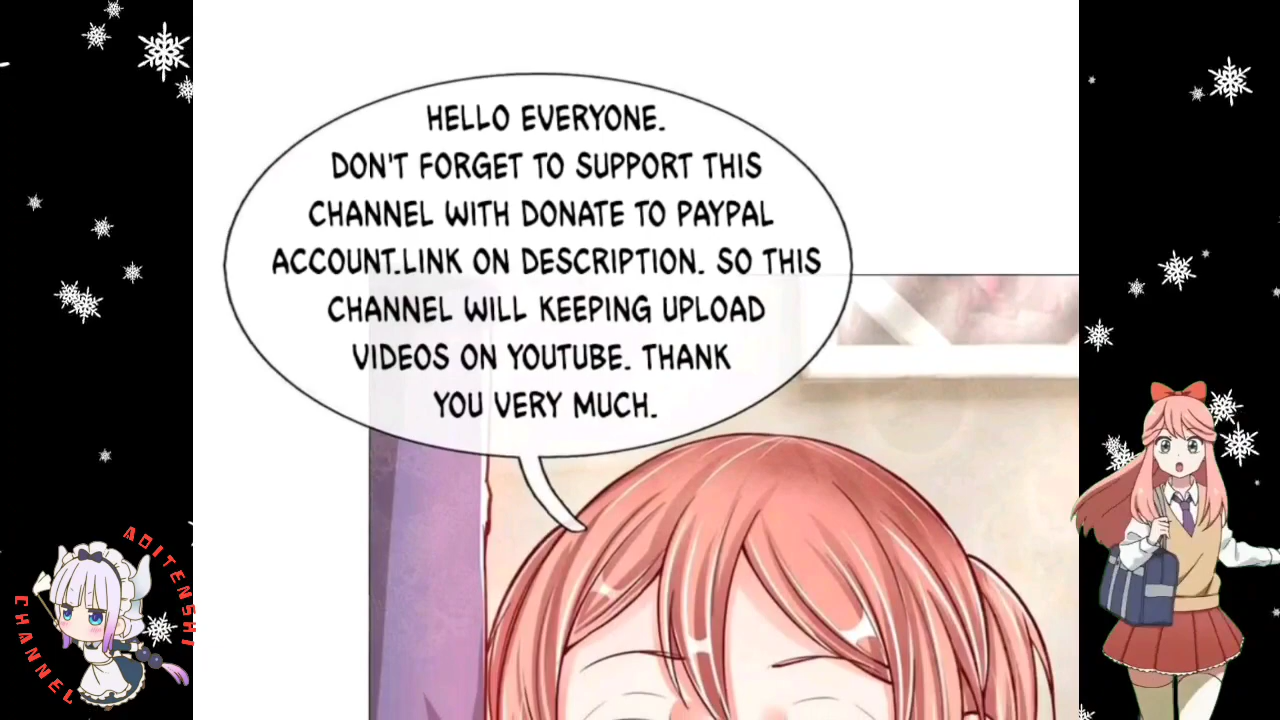 HELLO EVERYONE.
DON'T FORGET TO SUPPORT THIS
CHANNEL WITH DONATE TO PAYPAL
ACCOUNT.LINK ON DESCRIPTION. SO THIS
CHANNEL WILL KEEPING UPLOAD
VIDEOS ON YOUTUBE. THANK
YOU VERY MUCH.
ADITENSHI
CHANNEL